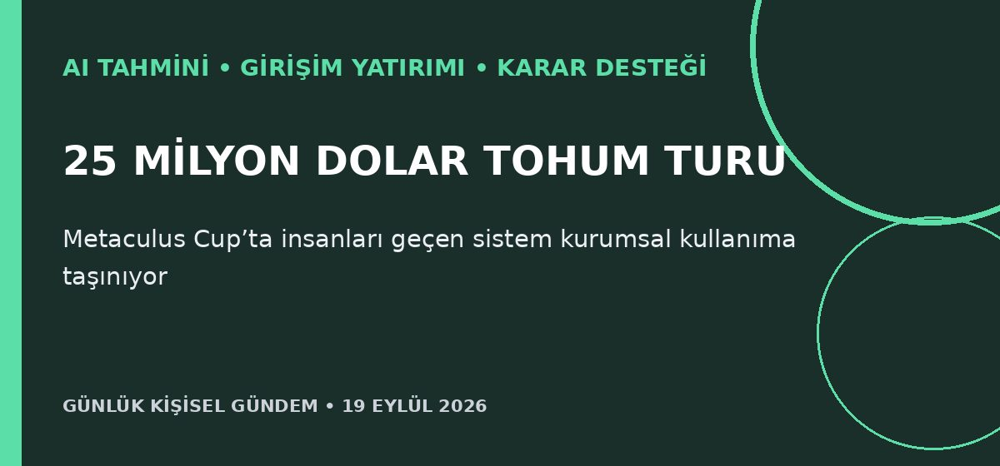 AI TAHMİNİ • GİRİŞİM YATIRIMI • KARAR DESTEĞİ
25 MİLYON DOLAR TOHUM TURU
Metaculus Cup’ta insanları geçen sistem kurumsal kullanıma
taşınıyor
GÜNLÜK KİŞİSEL GÜNDEM • 19 EYLÜL 2026